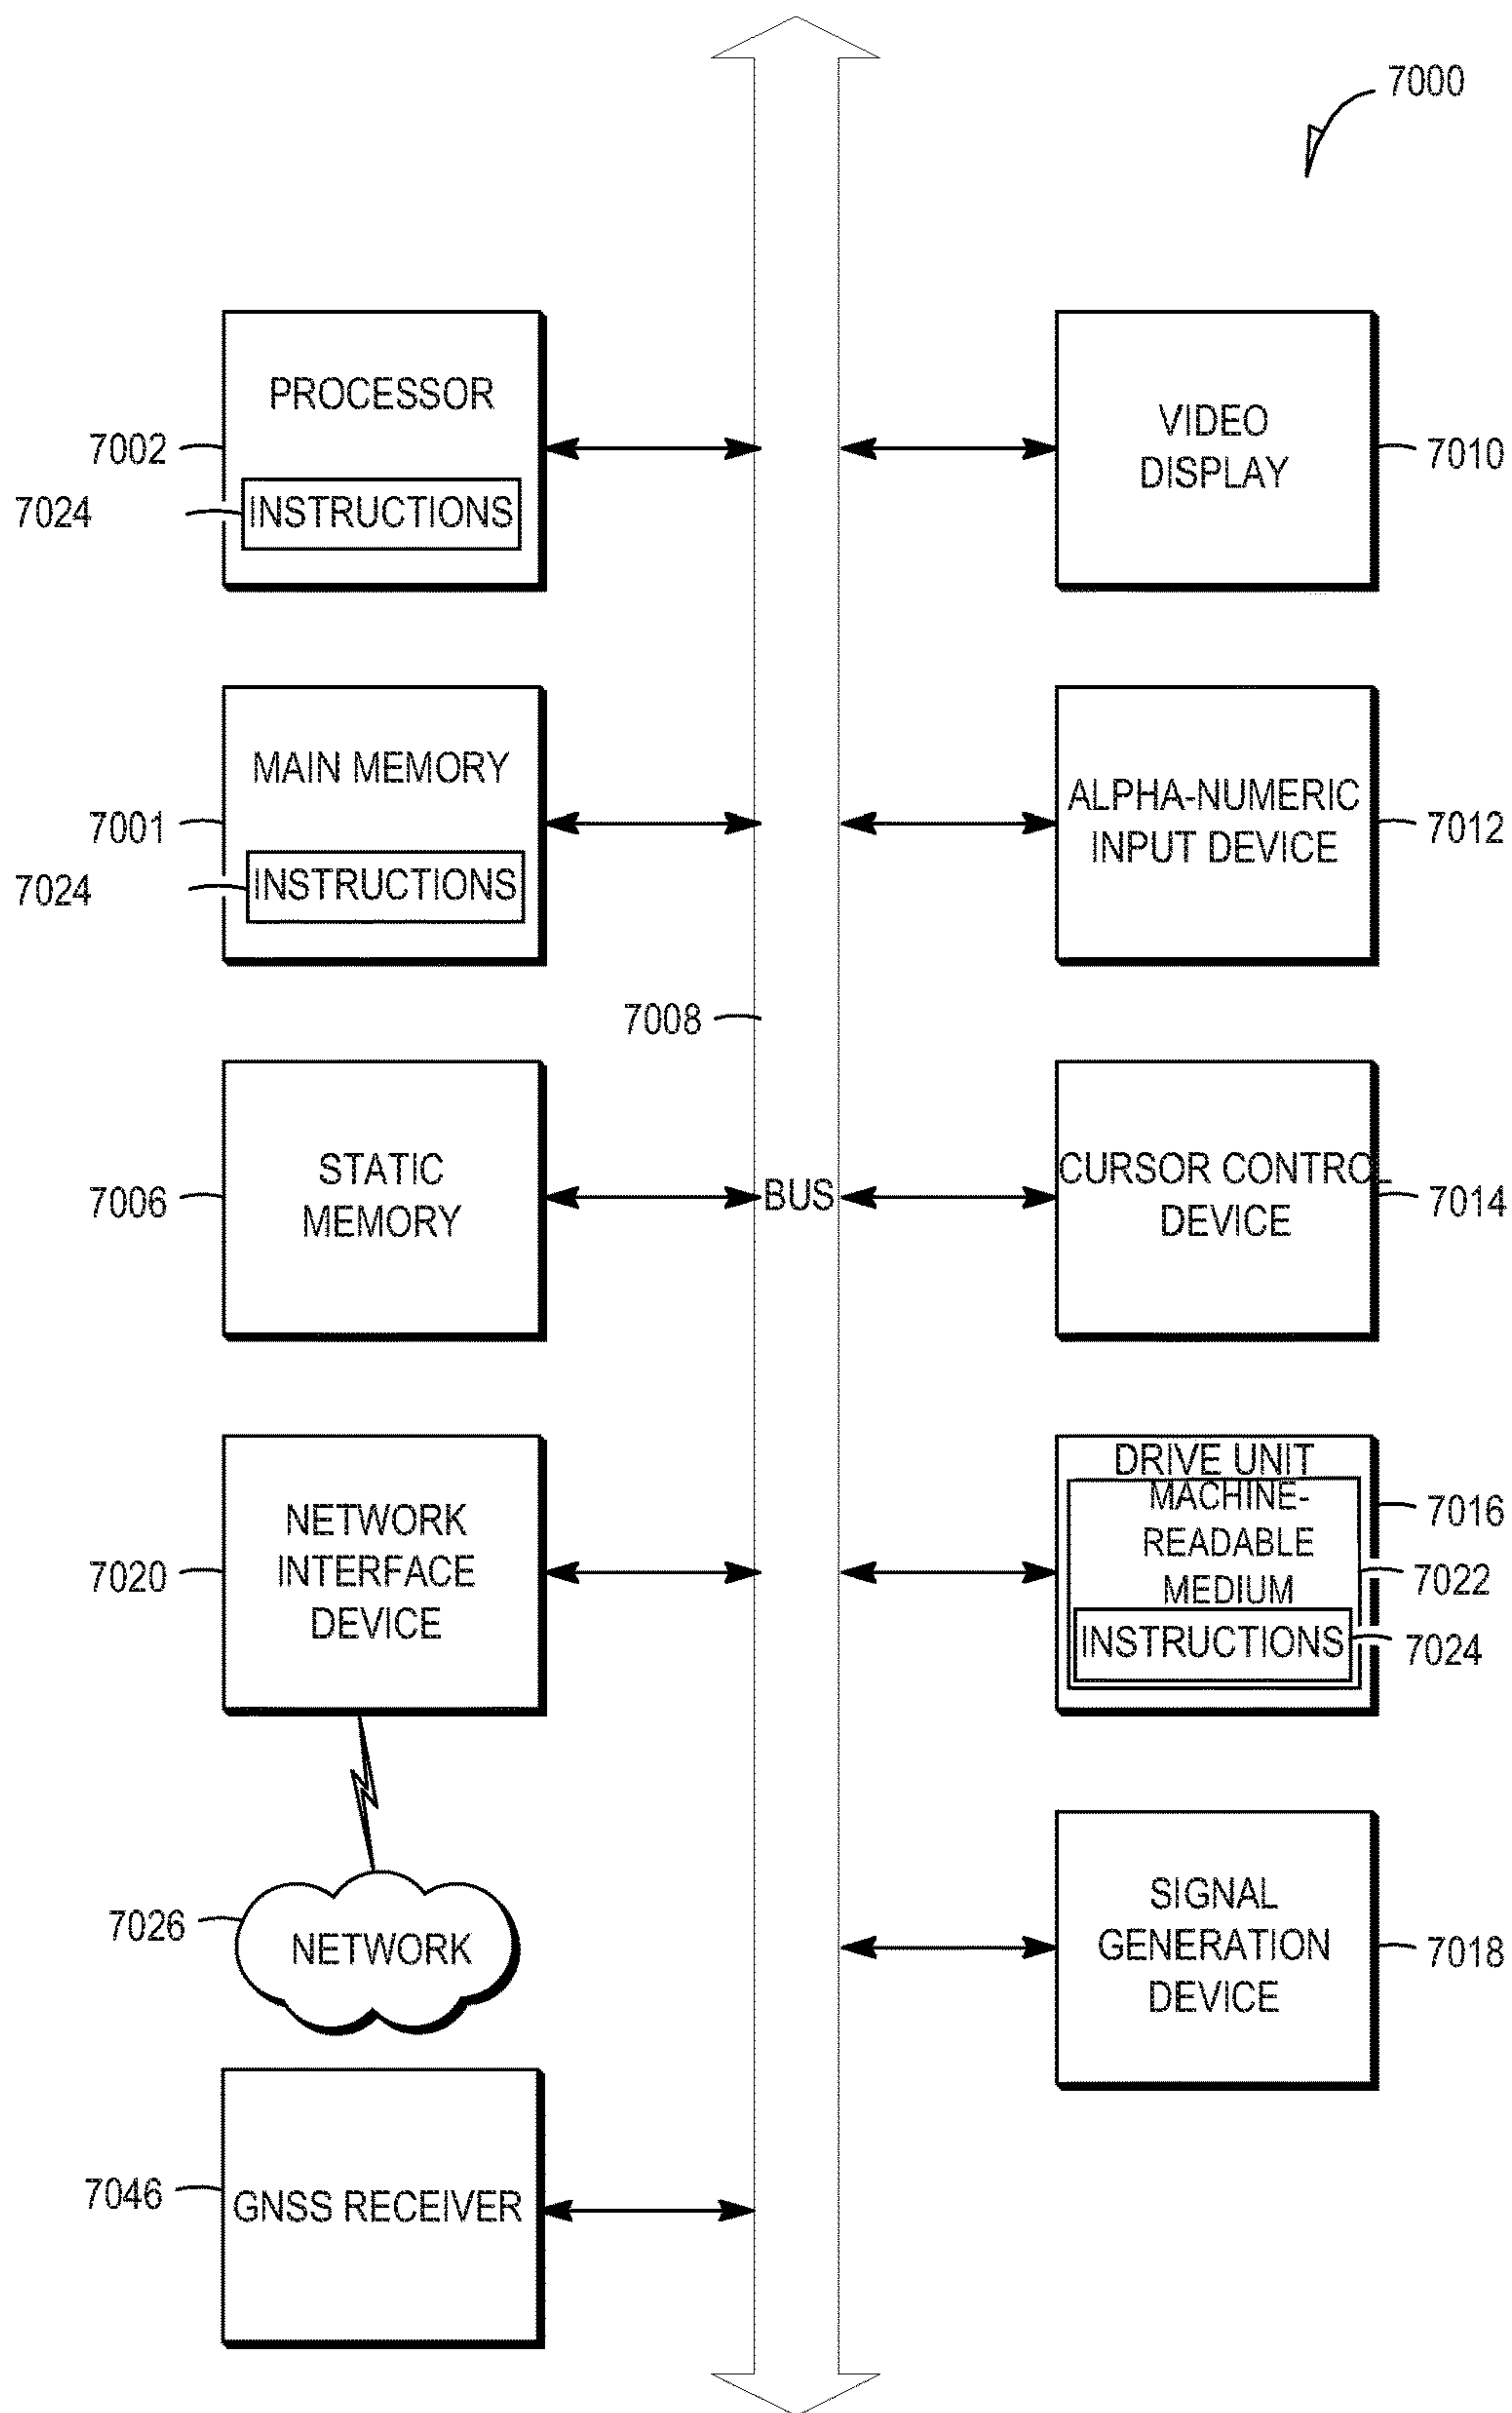 7000
PROCESSOR
7002
7024
INSTRUCTIONS
VIDEO
DISPLAY
7010
MAIN MEMORY
7001
7024
INSTRUCTIONS
ALPHA-NUMERIC
INPUT DEVICE
7012
7008
STATIC
MEMORY
7006
BUS
CURSOR CONTROL
DEVICE
7014
NETWORK
INTERFACE
DEVICE
7020
DRIVE UNIT
MACHINE-
READABLE
MEDIUM
INSTRUCTIONS
7016
7022
7024
7026
NETWORK
SIGNAL
GENERATION
DEVICE
7018
7046
GNSS RECEIVER